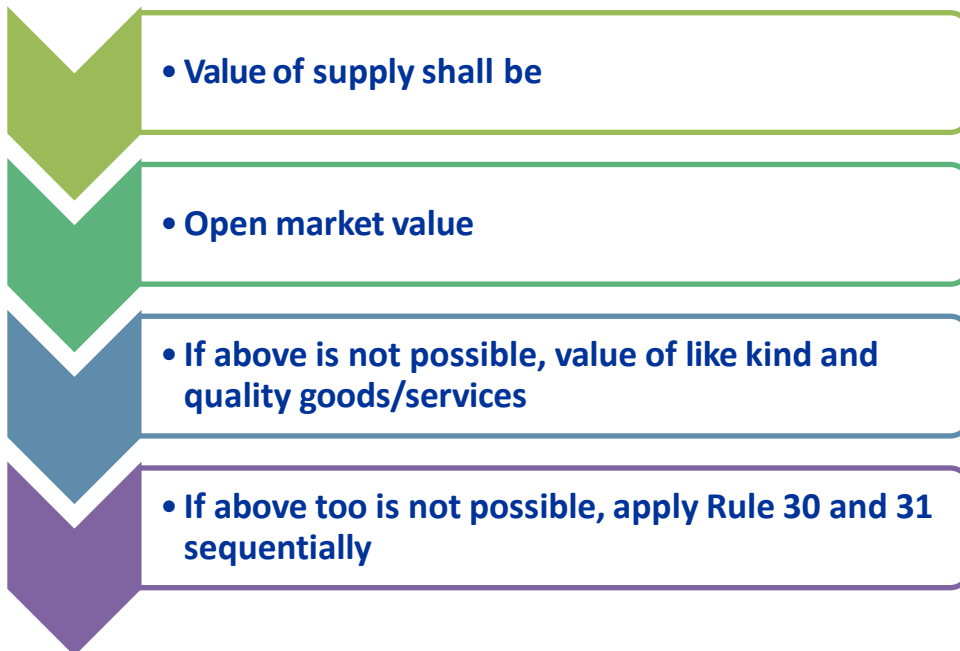 • Value of supply shall be
• Open market value
• If above is not possible, value of like kind and
quality goods/services
• If above too is not possible, apply Rule 30 and 31
sequentially